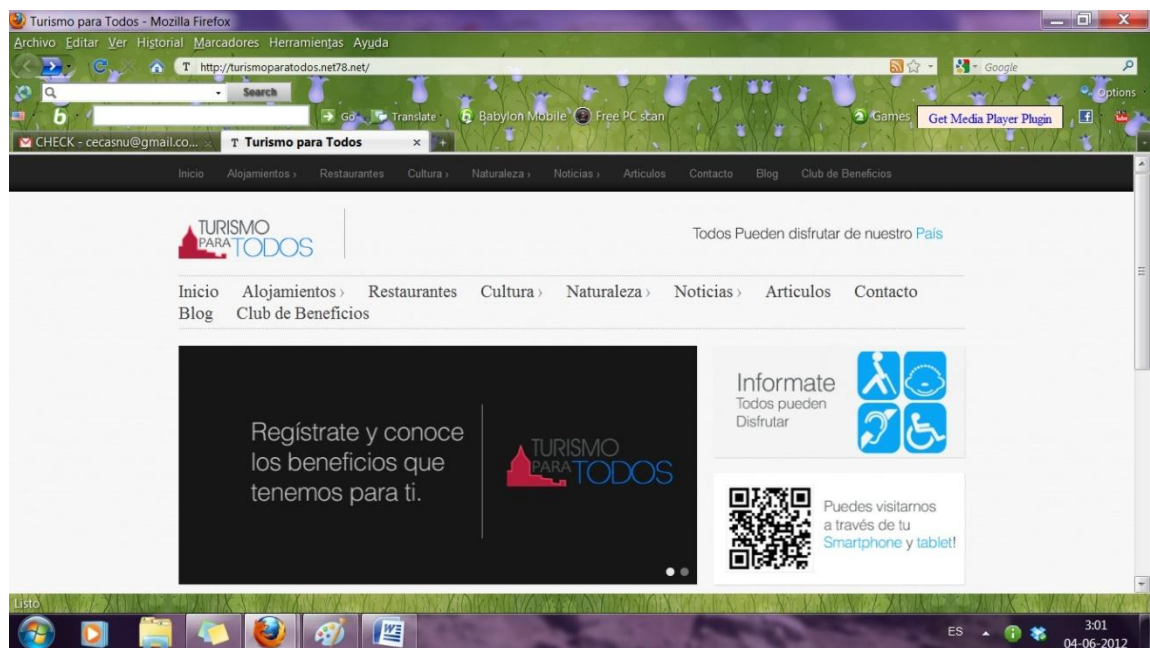 Turismo para Todos - Mozilla Firefox
Archivo Editar Ver Historial Marcadores Herramientas Ayuda
T http://turismoparatodos.net78.net/ Google
Search Options
b Go Translate Babylon Mobile Free PC scan Games Get Media Player Plugin
CHECK - cecasnu@gmail.co... T Turismo para Todos
Inicio Alojamientos › Restaurantes Cultura › Naturaleza › Noticias › Articulos Contacto Blog Club de Beneficios
TURISMO
PARA TODOS
Todos Pueden disfrutar de nuestro País
Inicio Alojamientos › Restaurantes Cultura › Naturaleza › Noticias › Articulos Contacto
Blog Club de Beneficios
Regístrate y conoce
los beneficios que
tenemos para ti.
TURISMO
PARA TODOS
Informate
Todos pueden
Disfrutar
Puedes visitarnos
a través de tu
Smartphone y tablet!
Listo
ES
3:01
04-06-2012